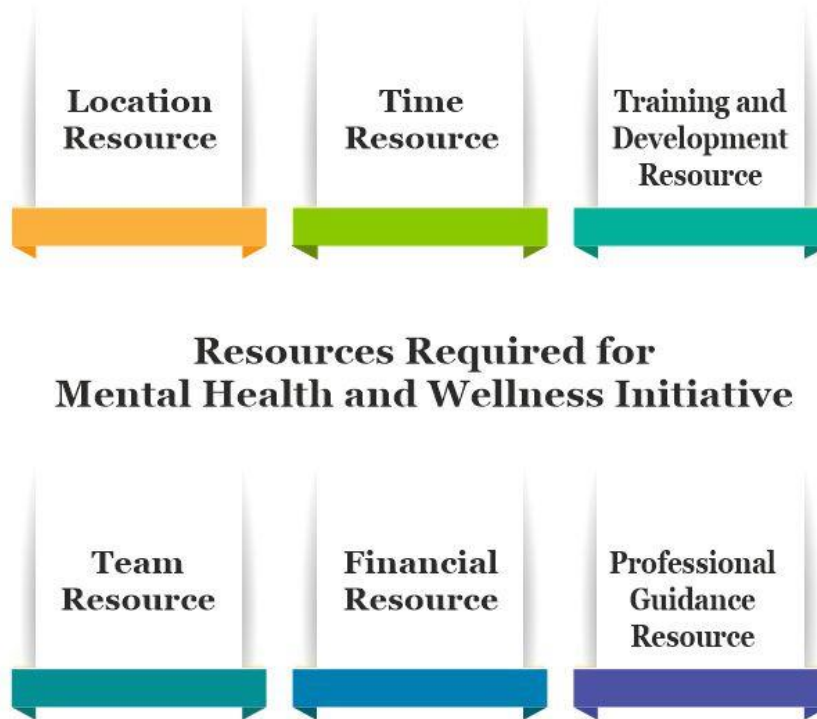 Location
Resource
Time
Resource
Training and
Development
Resource
Resources Required for
Mental Health and Wellness Initiative
Team
Resource
Financial
Resource
Professional
Guidance
Resource